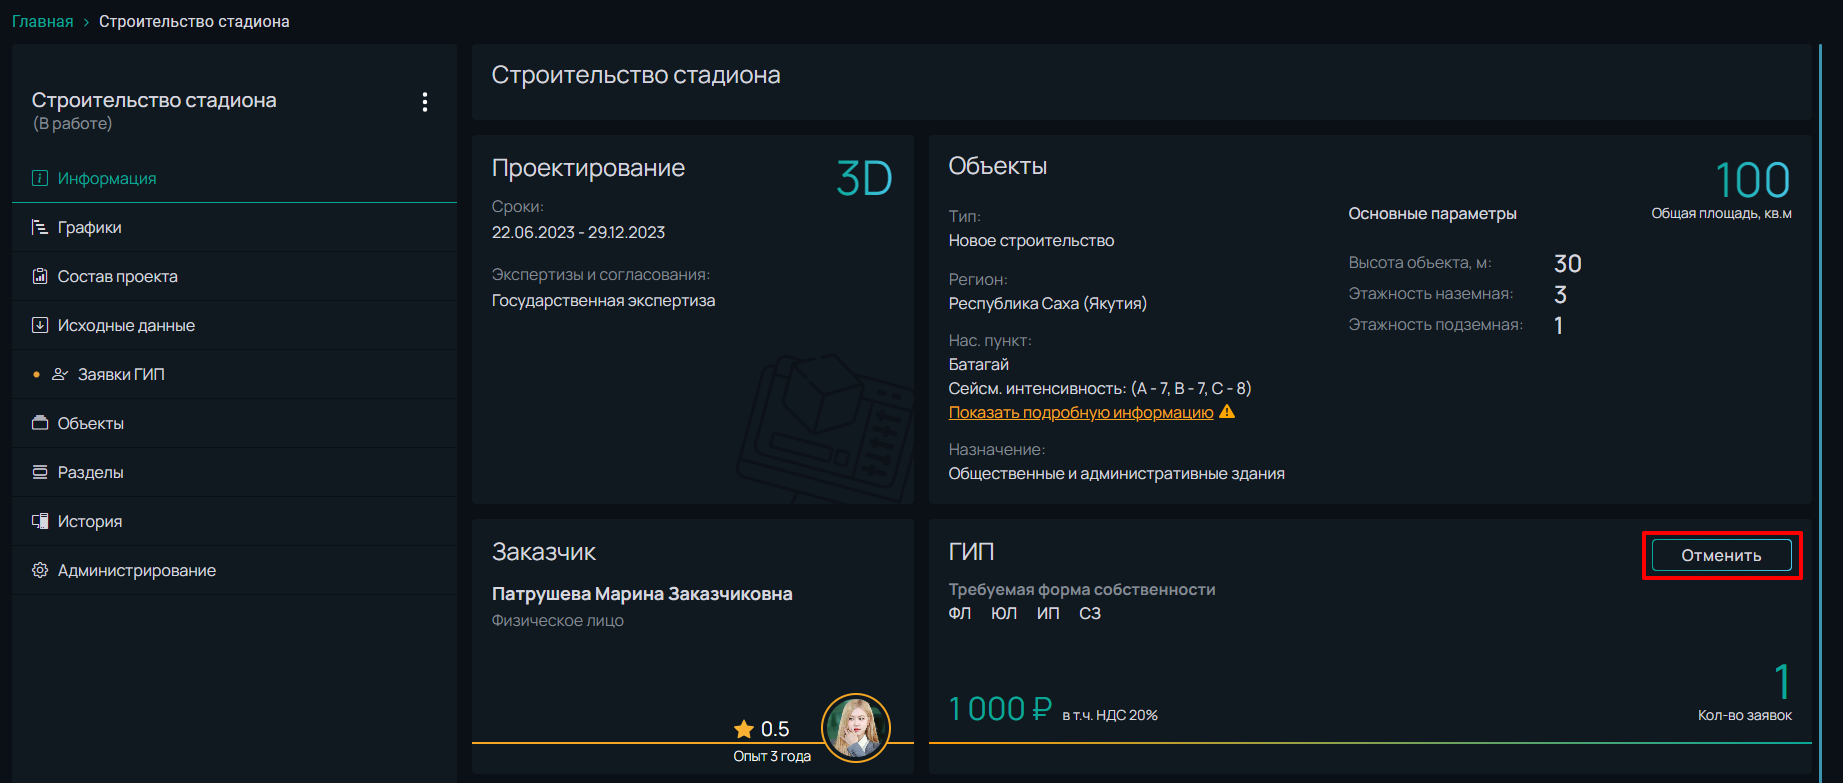 Главная › Строительство стадиона
Строительство стадиона
(В работе)
Информация
Графики
Состав проекта
Исходные данные
Заявки ГИП
Объекты
Разделы
История
Администрирование
Строительство стадиона
Проектирование
3D
Сроки:
22.06.2023 - 29.12.2023
Экспертизы и согласования:
Государственная экспертиза
Объекты
Тип:
Новое строительство
Регион:
Республика Саха (Якутия)
Нас. пункт:
Батагай
Сейсм. интенсивность: (A - 7, B - 7, C - 8)
Показать подробную информацию
Назначение:
Общественные и административные здания
Основные параметры
Высота объекта, м: 30
Этажность наземная: 3
Этажность подземная: 1
100
Общая площадь, кв.м
Заказчик
Патрушева Марина Заказчиковна
Физическое лицо
0.5
Опыт 3 года
ГИП
Отменить
Требуемая форма собственности
ФЛ ЮЛ ИП СЗ
1 000 ₽ в т.ч. НДС 20%
1
Кол-во заявок